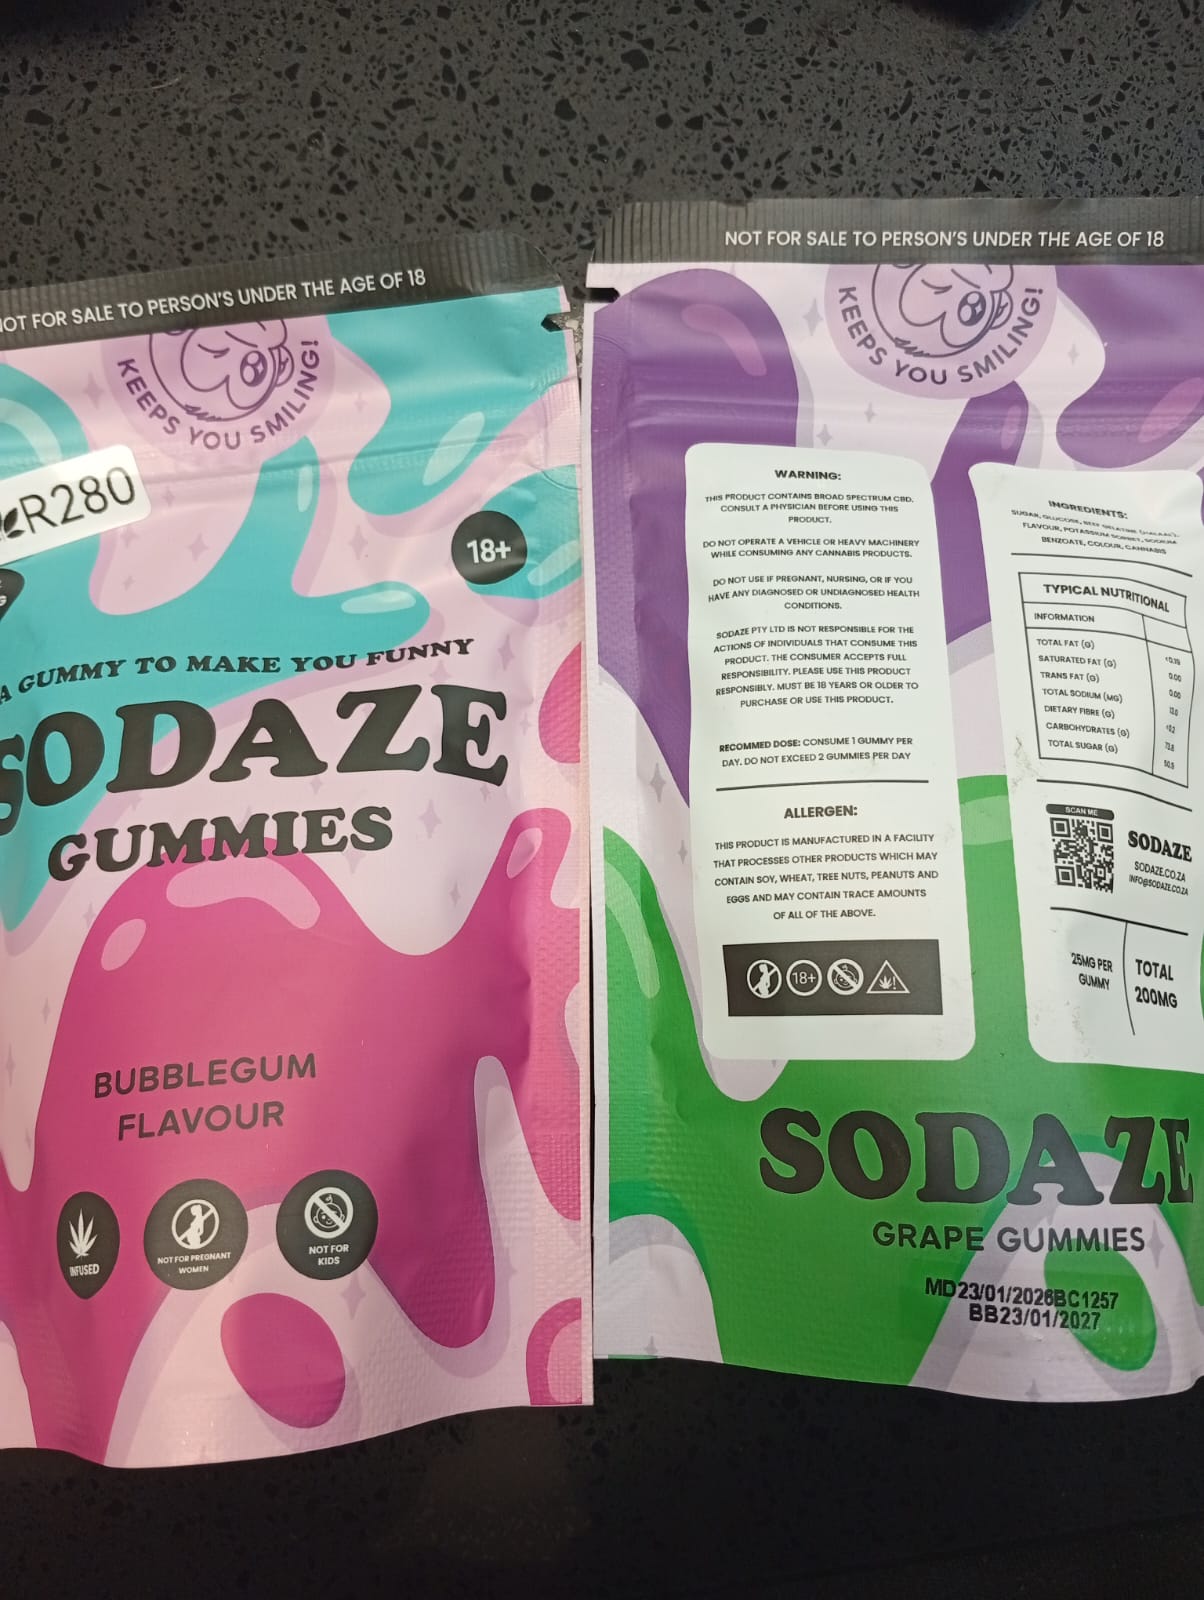 NOT FOR SALE TO PERSON'S UNDER THE AGE OF 18
KEEPS YOU SMILING!
R280
18+
A GUMMY TO MAKE YOU FUNNY
SODAZE
GUMMIES
BUBBLEGUM
FLAVOUR
INFUSED
NOT FOR PREGNANT
WOMEN
NOT FOR
KIDS
NOT FOR SALE TO PERSON'S UNDER THE AGE OF 18
KEEPS YOU SMILING!
WARNING:
THIS PRODUCT CONTAINS BROAD SPECTRUM CBD.
CONSULT A PHYSICIAN BEFORE USING THIS
PRODUCT.
DO NOT OPERATE A VEHICLE OR HEAVY MACHINERY
WHILE CONSUMING ANY CANNABIS PRODUCTS.
DO NOT USE IF PREGNANT, NURSING, OR IF YOU
HAVE ANY DIAGNOSED OR UNDIAGNOSED HEALTH
CONDITIONS.
SODAZE PTY LTD IS NOT RESPONSIBLE FOR THE
ACTIONS OF INDIVIDUALS THAT CONSUME THIS
PRODUCT. THE CONSUMER ACCEPTS FULL
RESPONSIBILITY. PLEASE USE THIS PRODUCT
RESPONSIBLY. MUST BE 18 YEARS OR OLDER TO
PURCHASE OR USE THIS PRODUCT.
RECOMMED DOSE: CONSUME 1 GUMMY PER
DAY. DO NOT EXCEED 2 GUMMIES PER DAY
ALLERGEN:
THIS PRODUCT IS MANUFACTURED IN A FACILITY
THAT PROCESSES OTHER PRODUCTS WHICH MAY
CONTAIN SOY, WHEAT, TREE NUTS, PEANUTS AND
EGGS AND MAY CONTAIN TRACE AMOUNTS
OF ALL OF THE ABOVE.
18+
INGREDIENTS:
SUGAR, GLUCOSE, BEEF GELATINE (HALAAL),
FLAVOUR, POTASSIUM SORBET, SODIUM
BENZOATE, COLOUR, CANNABIS
TYPICAL NUTRITIONAL
INFORMATION
TOTAL FAT (G)
SATURATED FAT (G) 0.00
TRANS FAT (G) 0.00
TOTAL SODIUM (MG)
DIETARY FIBRE (G)
CARBOHYDRATES (G)
TOTAL SUGAR (G)
SCAN ME
SODAZE
SODAZE.CO.ZA
INFO@SODAZE.CO.ZA
25MG PER
GUMMY
TOTAL
200MG
SODAZE
GRAPE GUMMIES
MD23/01/2026BC1257
BB23/01/2027